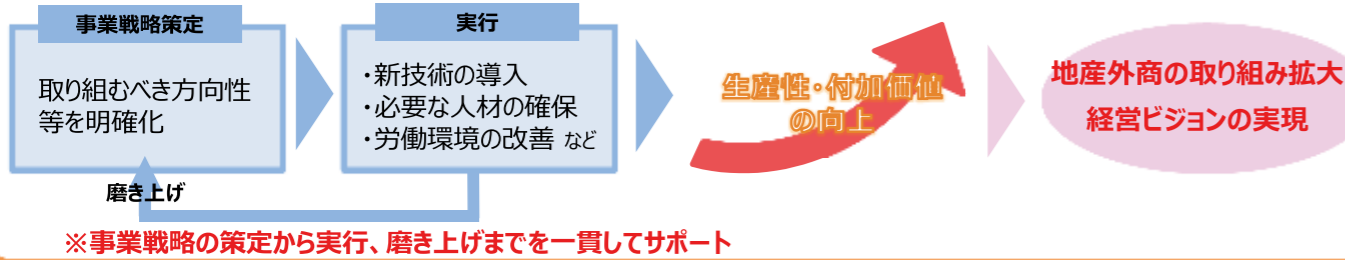 事業戦略策定
取り組むべき方向性
等を明確化
実行
・新技術の導入
・必要な人材の確保
・労働環境の改善 など
生産性・付加価値
の向上
地産外商の取り組み拡大
経営ビジョンの実現
磨き上げ
※事業戦略の策定から実行、磨き上げまでを一貫してサポート